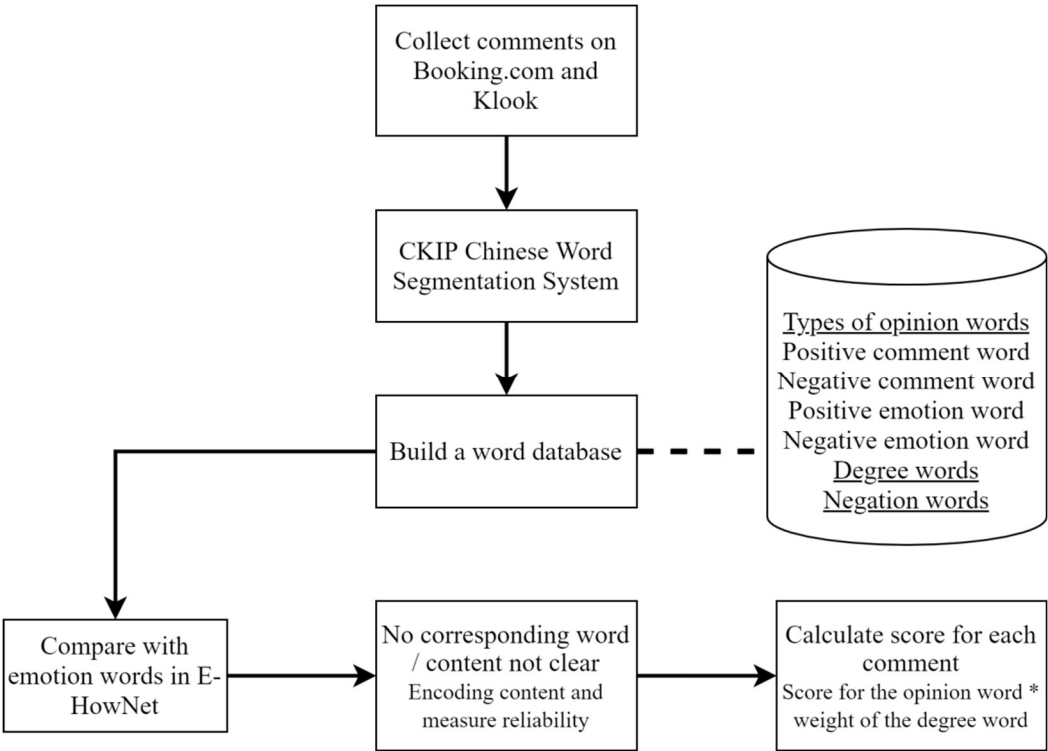 Collect comments on
Booking.com and
Klook
CKIP Chinese Word
Segmentation System
Types of opinion words
Positive comment word
Negative comment word
Positive emotion word
Negative emotion word
Degree words
Negation words
Build a word database
Compare with
emotion words in E-
HowNet
No corresponding word
/ content not clear
Encoding content and
measure reliability
Calculate score for each
comment
Score for the opinion word *
weight of the degree word